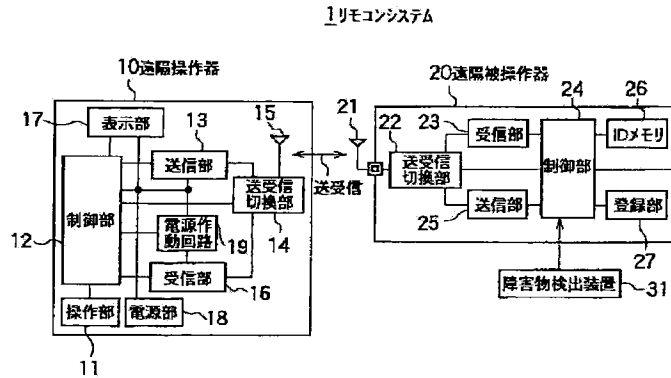 1リモコンシステム
10遠隔操作器
17
表示部
13
送信部
15
送受信
切換部
14
制御部
12
電源作
動回路
19
受信部
16
操作部
11
電源部
18
送受信
20遠隔被操作器
21
22
送受信
切換部
23
受信部
24
制御部
26
IDメモリ
送信部
25
登録部
27
障害物検出装置
31